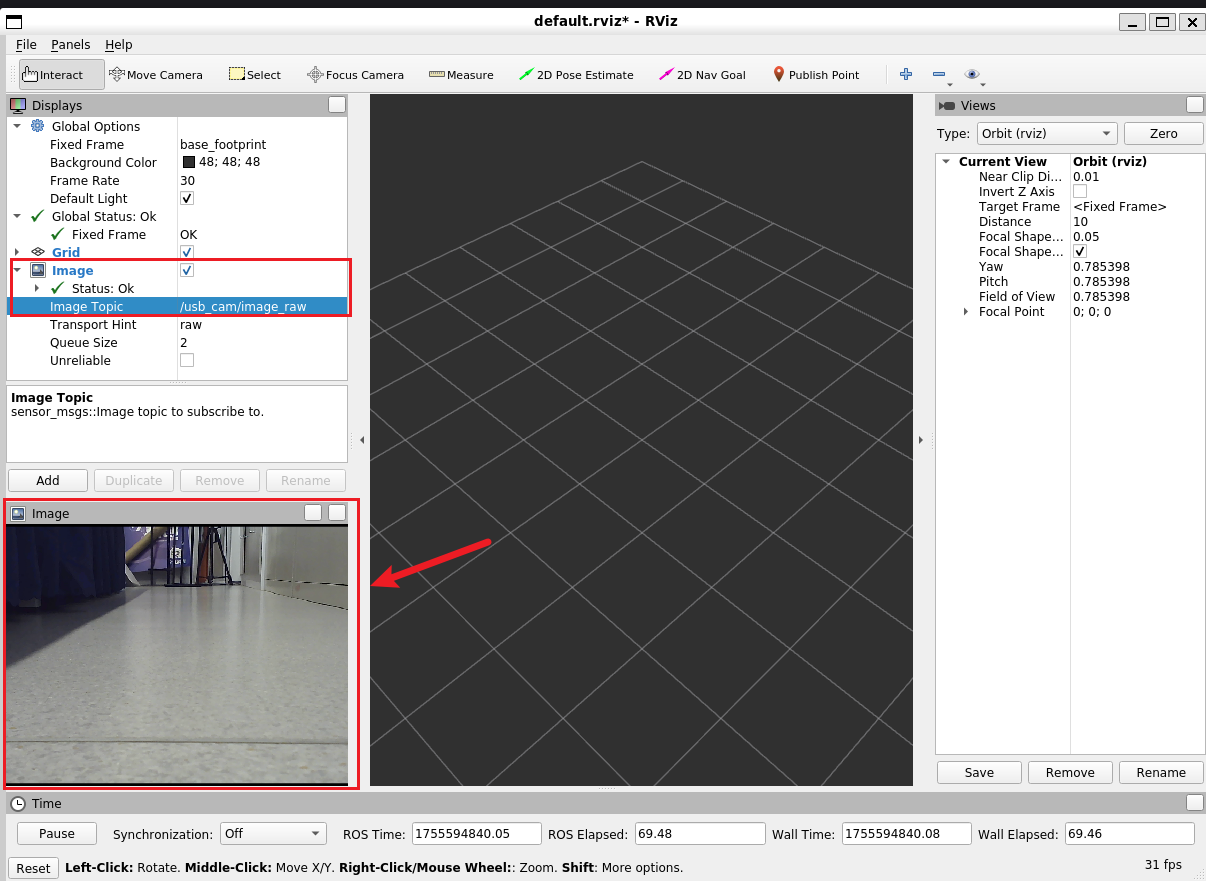 default.rviz* - RViz
File Panels Help
Interact Move Camera Select Focus Camera Measure 2D Pose Estimate 2D Nav Goal Publish Point
Displays
Global Options
Fixed Frame base_footprint
Background Color 48; 48; 48
Frame Rate 30
Default Light
Global Status: Ok
Fixed Frame OK
Grid
Image
Status: Ok
Image Topic /usb_cam/image_raw
Transport Hint raw
Queue Size 2
Unreliable
Image Topic
sensor_msgs::Image topic to subscribe to.
Add Duplicate Remove Rename
Image
Views
Type: Orbit (rviz) Zero
Current View Orbit (rviz)
Near Clip Di... 0.01
Invert Z Axis
Target Frame <Fixed Frame>
Distance 10
Focal Shape... 0.05
Focal Shape...
Yaw 0.785398
Pitch 0.785398
Field of View 0.785398
Focal Point 0; 0; 0
Save Remove Rename
Time
Pause Synchronization: Off ROS Time: 1755594840.05 ROS Elapsed: 69.48 Wall Time: 1755594840.08 Wall Elapsed: 69.46
Reset Left-Click: Rotate. Middle-Click: Move X/Y. Right-Click/Mouse Wheel:: Zoom. Shift: More options. 31 fps